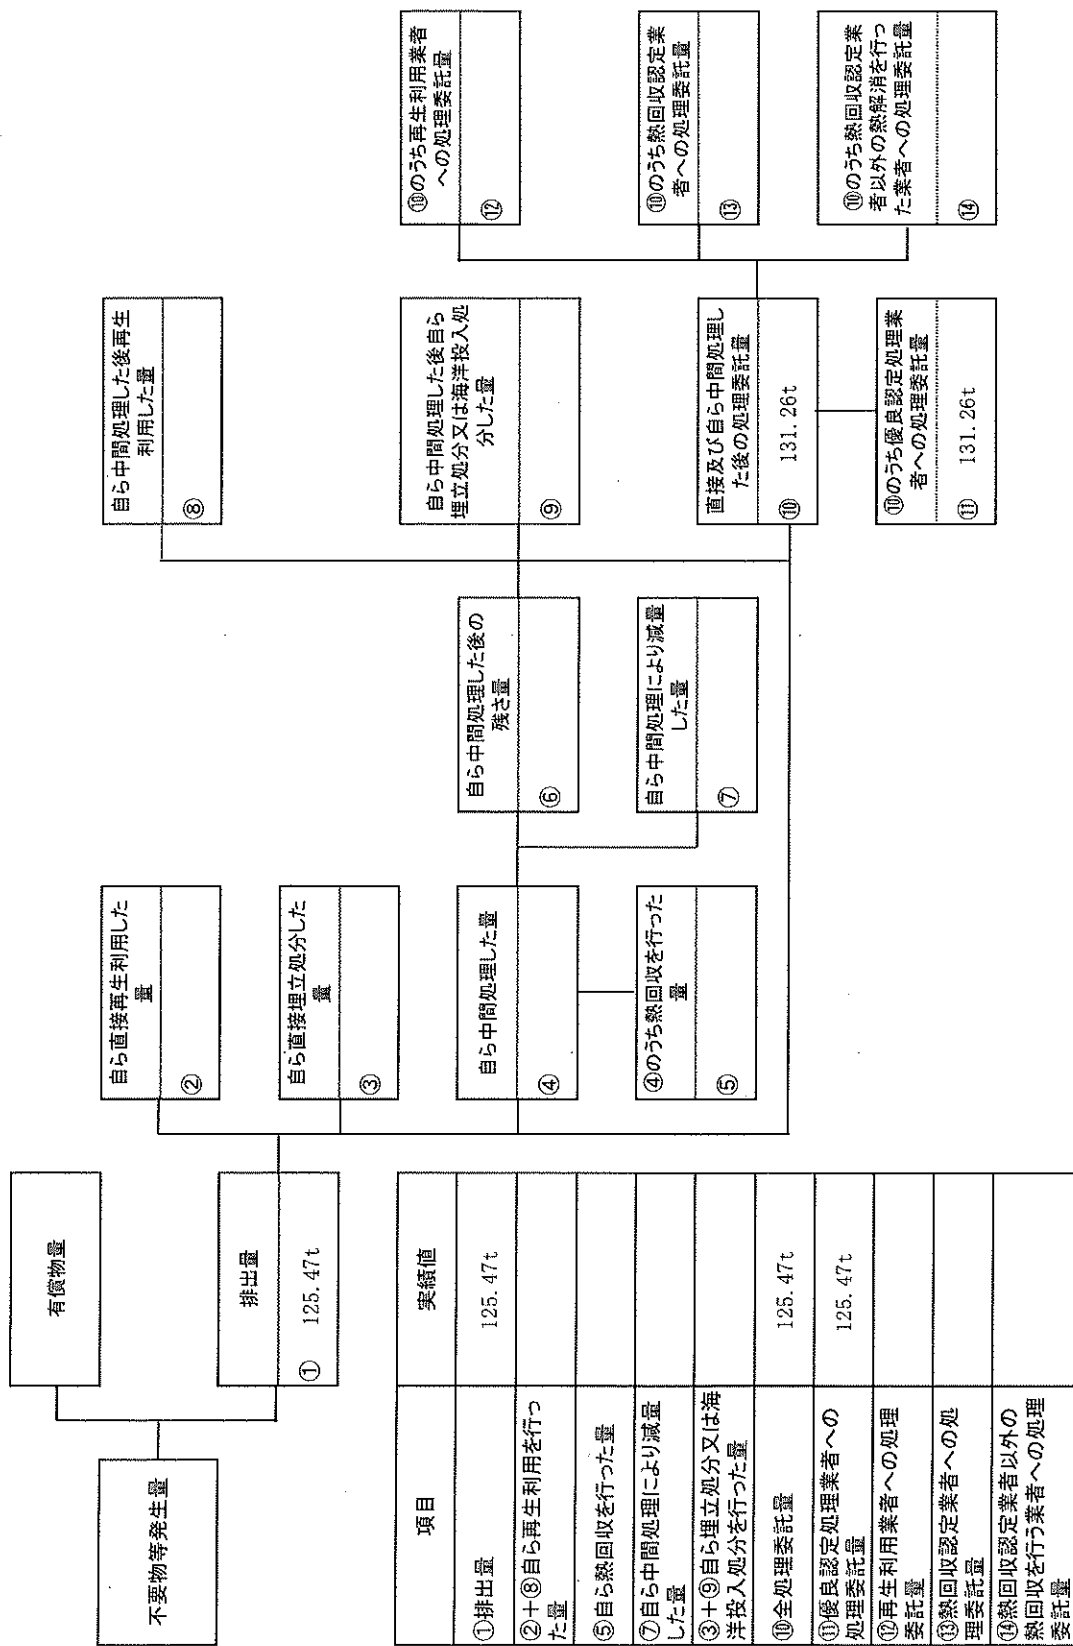 不要物等発生量
有償物量
排出量
① 125.47t
自ら直接再生利用した
量
②
自ら直接埋立処分した
量
③
自ら中間処理した量
④
④のうち熱回収を行った
量
⑤
自ら中間処理した後の
残さ量
⑥
自ら中間処理により減量
した量
⑦
自ら中間処理した後再生
利用した量
⑧
自ら中間処理した後自ら
埋立処分又は海洋投入処
分した量
⑨
直接及び自ら中間処理し
た後の処理委託量
⑩ 131.26t
⑩のうち優良認定処理業
者への処理委託量
⑪ 131.26t
⑩のうち再生利用業者
への処理委託量
⑫
⑩のうち熱回収認定業
者への処理委託量
⑬
⑩のうち熱回収認定業
者以外の熱解消を行っ
た業者への処理委託量
⑭
項目 実績値
①排出量 125.47t
②＋⑧自ら再生利用を行っ
た量
⑤自ら熱回収を行った量
⑦自ら中間処理により減量
した量
③＋⑨自ら埋立処分又は海
洋投入処分を行った量
⑩全処理委託量 125.47t
⑪優良認定処理業者への
処理委託量 125.47t
⑫再生利用業者への処理
委託量
⑬熱回収認定業者への処
理委託量
⑭熱回収認定業者以外の
熱回収を行う業者への処理
委託量